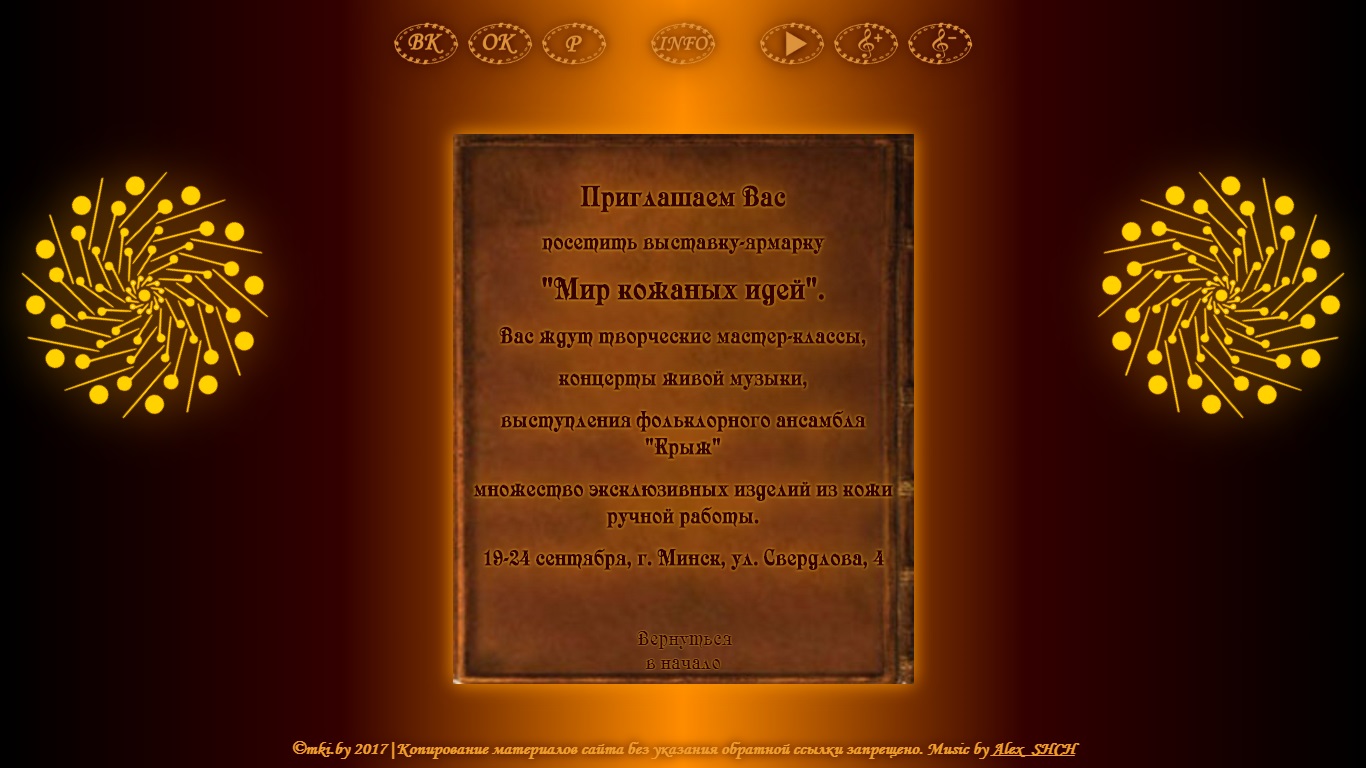 ВК ОК Р INFO
Приглашаем Вас
посетить выставку-ярмарку
"Мир кожаных идей".
Вас ждут творческие мастер-классы,
концерты живой музыки,
выступления фольклорного ансамбля
"Крыж"
множество эксклюзивных изделий из кожи
ручной работы.
19-24 сентября, г. Минск, ул. Свердлова, 4
Вернуться
в начало
©mki.by 2017|Копирование материалов сайта без указания обратной ссылки запрещено. Music by Alex_SHCH